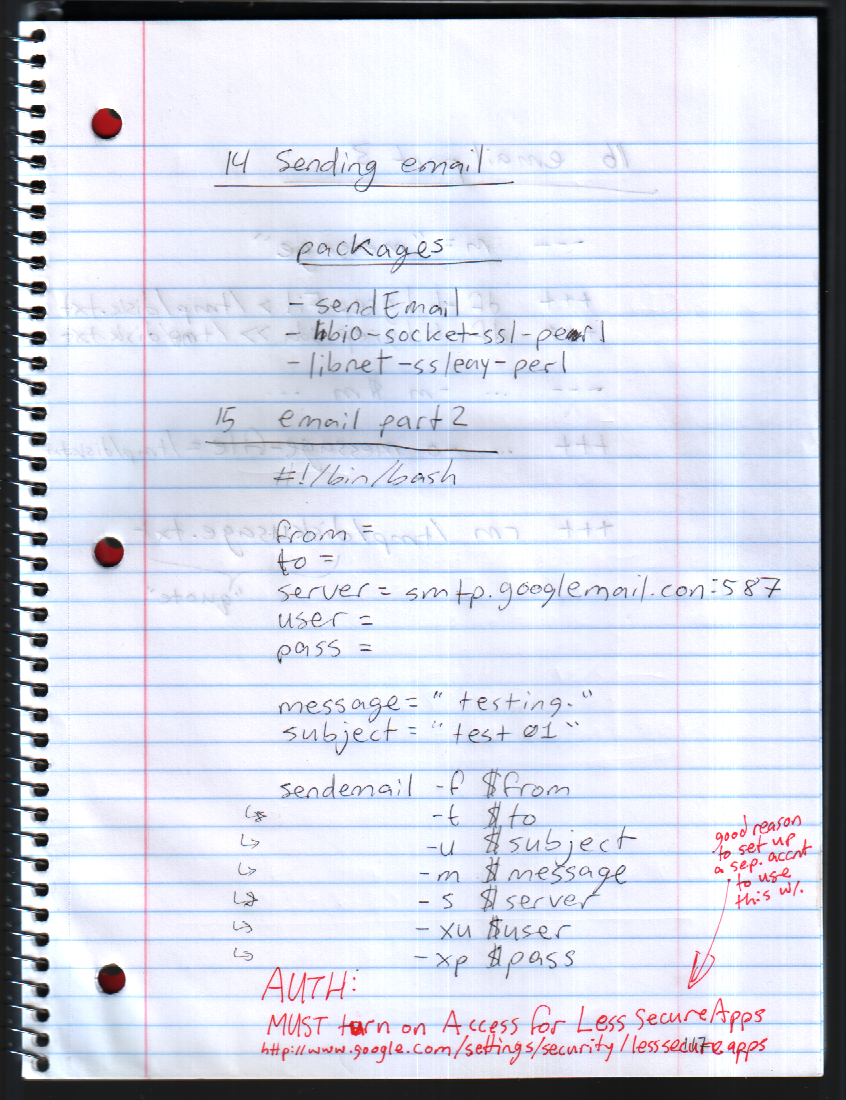 14 Sending email
packages
- sendEmail
- libio-socket-ssl-perl
- libnet-ssleay-perl
15 email part 2
#!/bin/bash
from =
to =
server = smtp.googlemail.con:587
user =
pass =
message = "testing."
subject = "test 01"
sendemail -f $from
↳ -t $to
↳ -u $subject
↳ -m $message
↳ -s $server
↳ -xu $user
↳ -xp $pass
good reason
to set up
a sep. accnt
to use
this w/.
AUTH:
MUST turn on Access for Less Secure Apps
http://www.google.com/settings/security/lesssecureapps